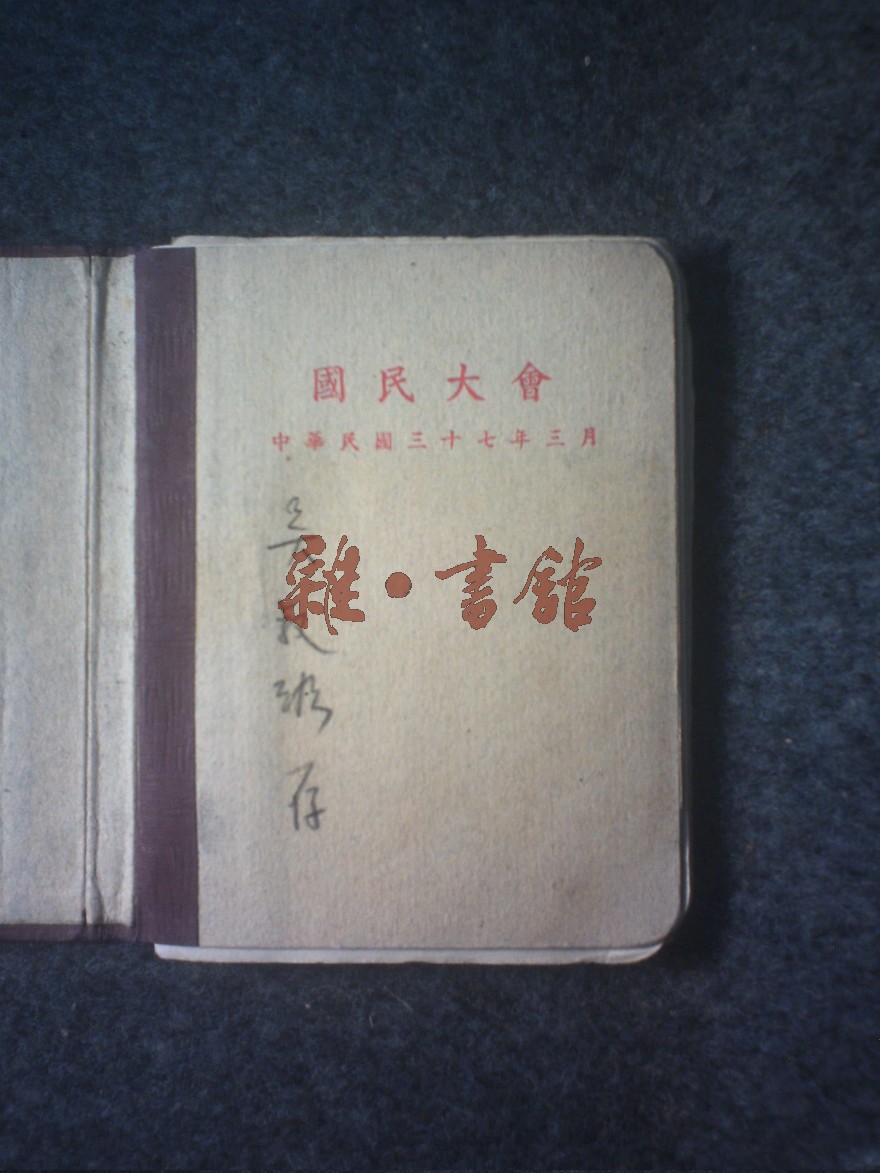 國民大會
中華民國三十七年三月
雜·書館
存